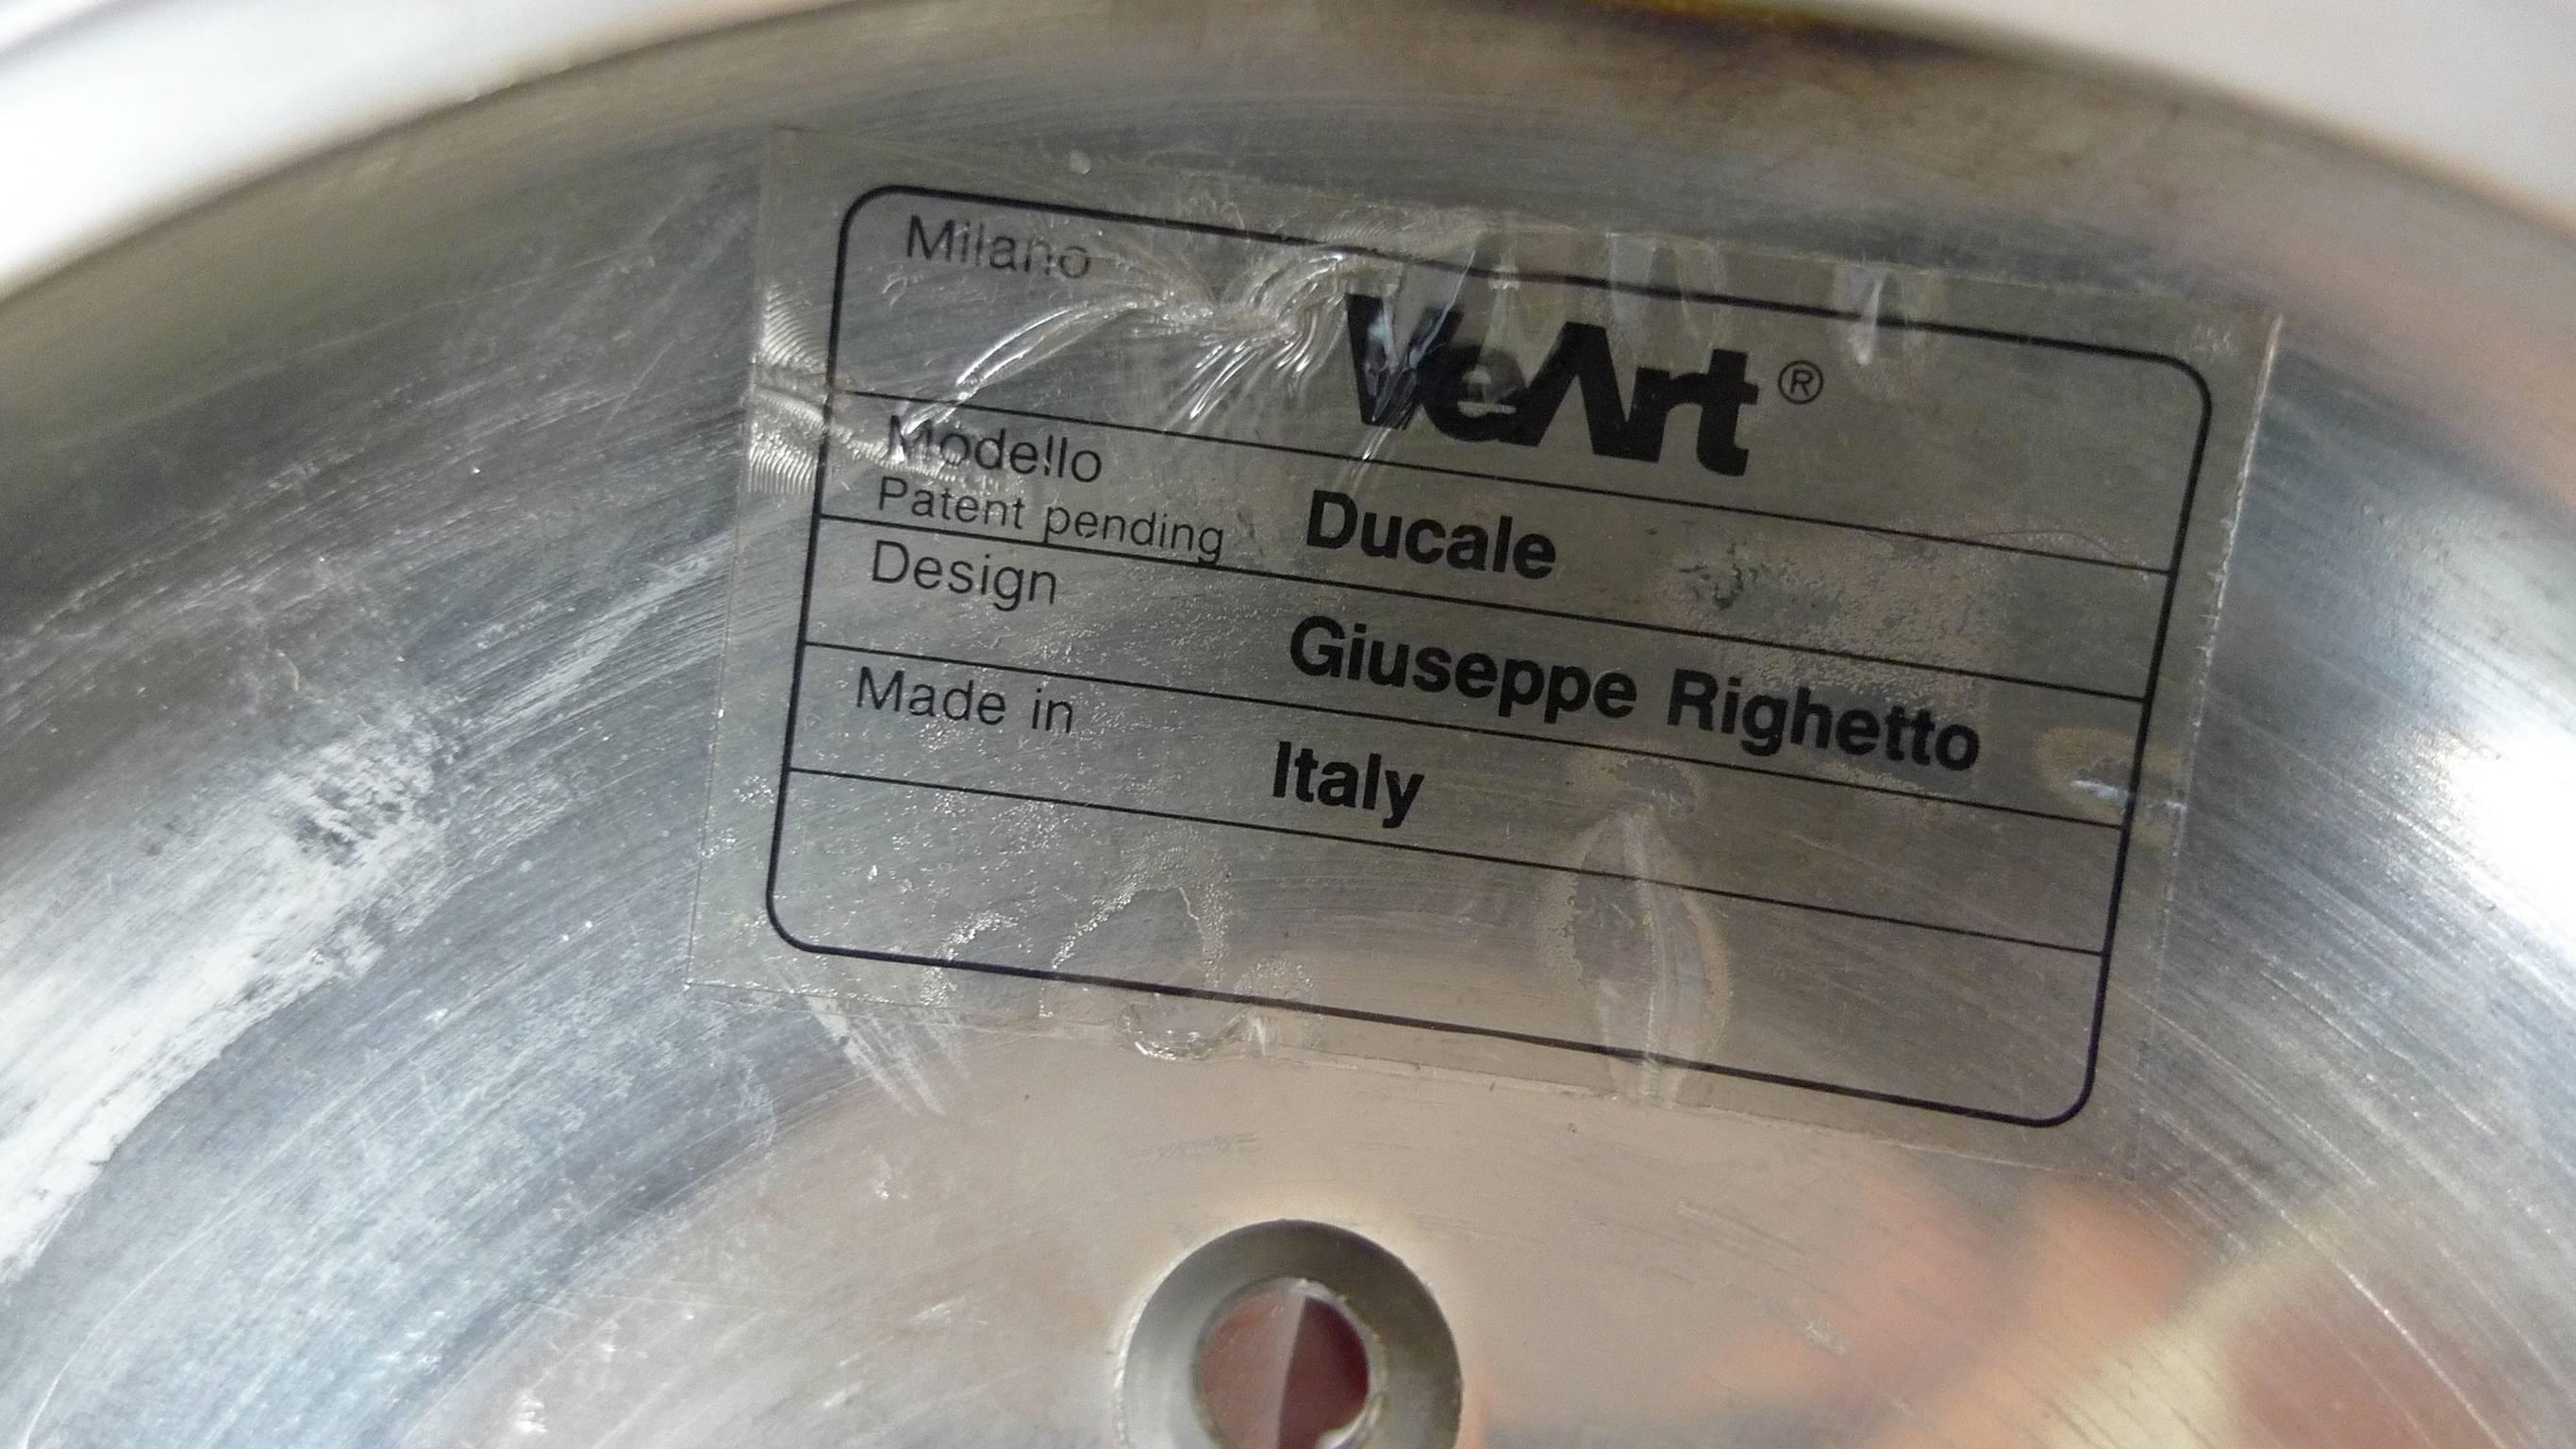 Milano
VeArt®
Modello
Patent pending Ducale
Design Giuseppe Righetto
Made in Italy